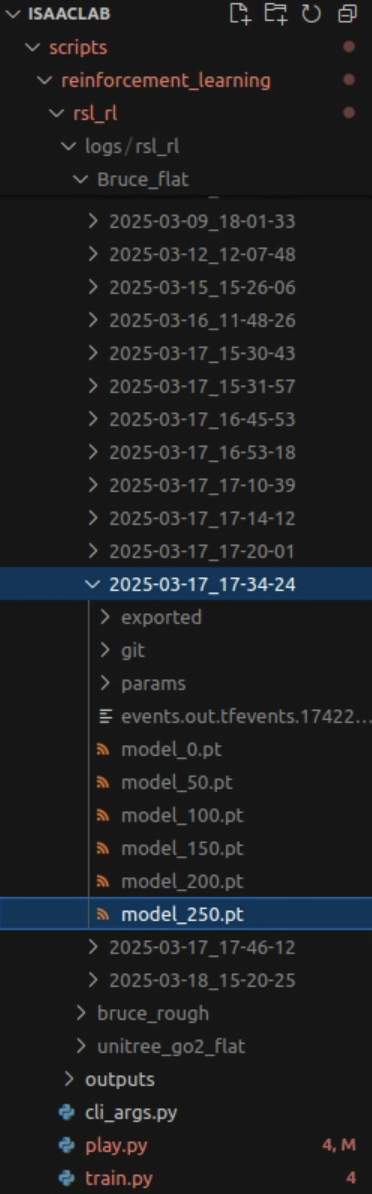 ISAACLAB
scripts
reinforcement_learning
rsl_rl
logs/rsl_rl
Bruce_flat
2025-03-09_18-01-33
2025-03-12_12-07-48
2025-03-15_15-26-06
2025-03-16_11-48-26
2025-03-17_15-30-43
2025-03-17_15-31-57
2025-03-17_16-45-53
2025-03-17_16-53-18
2025-03-17_17-10-39
2025-03-17_17-14-12
2025-03-17_17-20-01
2025-03-17_17-34-24
exported
git
params
events.out.tfevents.17422...
model_0.pt
model_50.pt
model_100.pt
model_150.pt
model_200.pt
model_250.pt
2025-03-17_17-46-12
2025-03-18_15-20-25
bruce_rough
unitree_go2_flat
outputs
cli_args.py
play.py 4, M
train.py 4